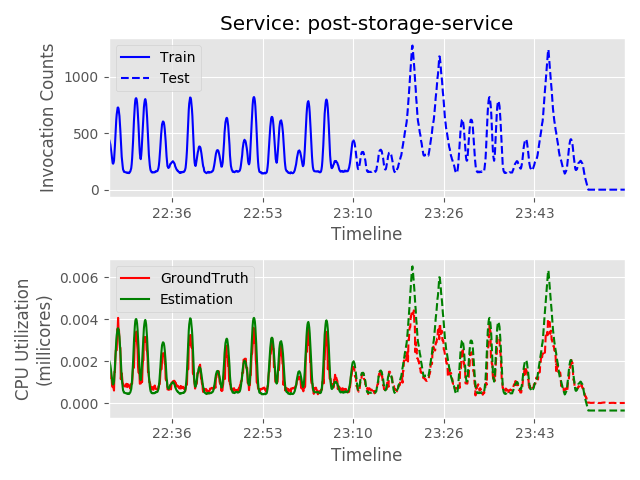 Service: post-storage-service
Invocation Counts
1000
500
0
Train
Test
22:36 22:53 23:10 23:26 23:43
Timeline
CPU Utilization
(millicores)
0.006
0.004
0.002
0.000
GroundTruth
Estimation
22:36 22:53 23:10 23:26 23:43
Timeline